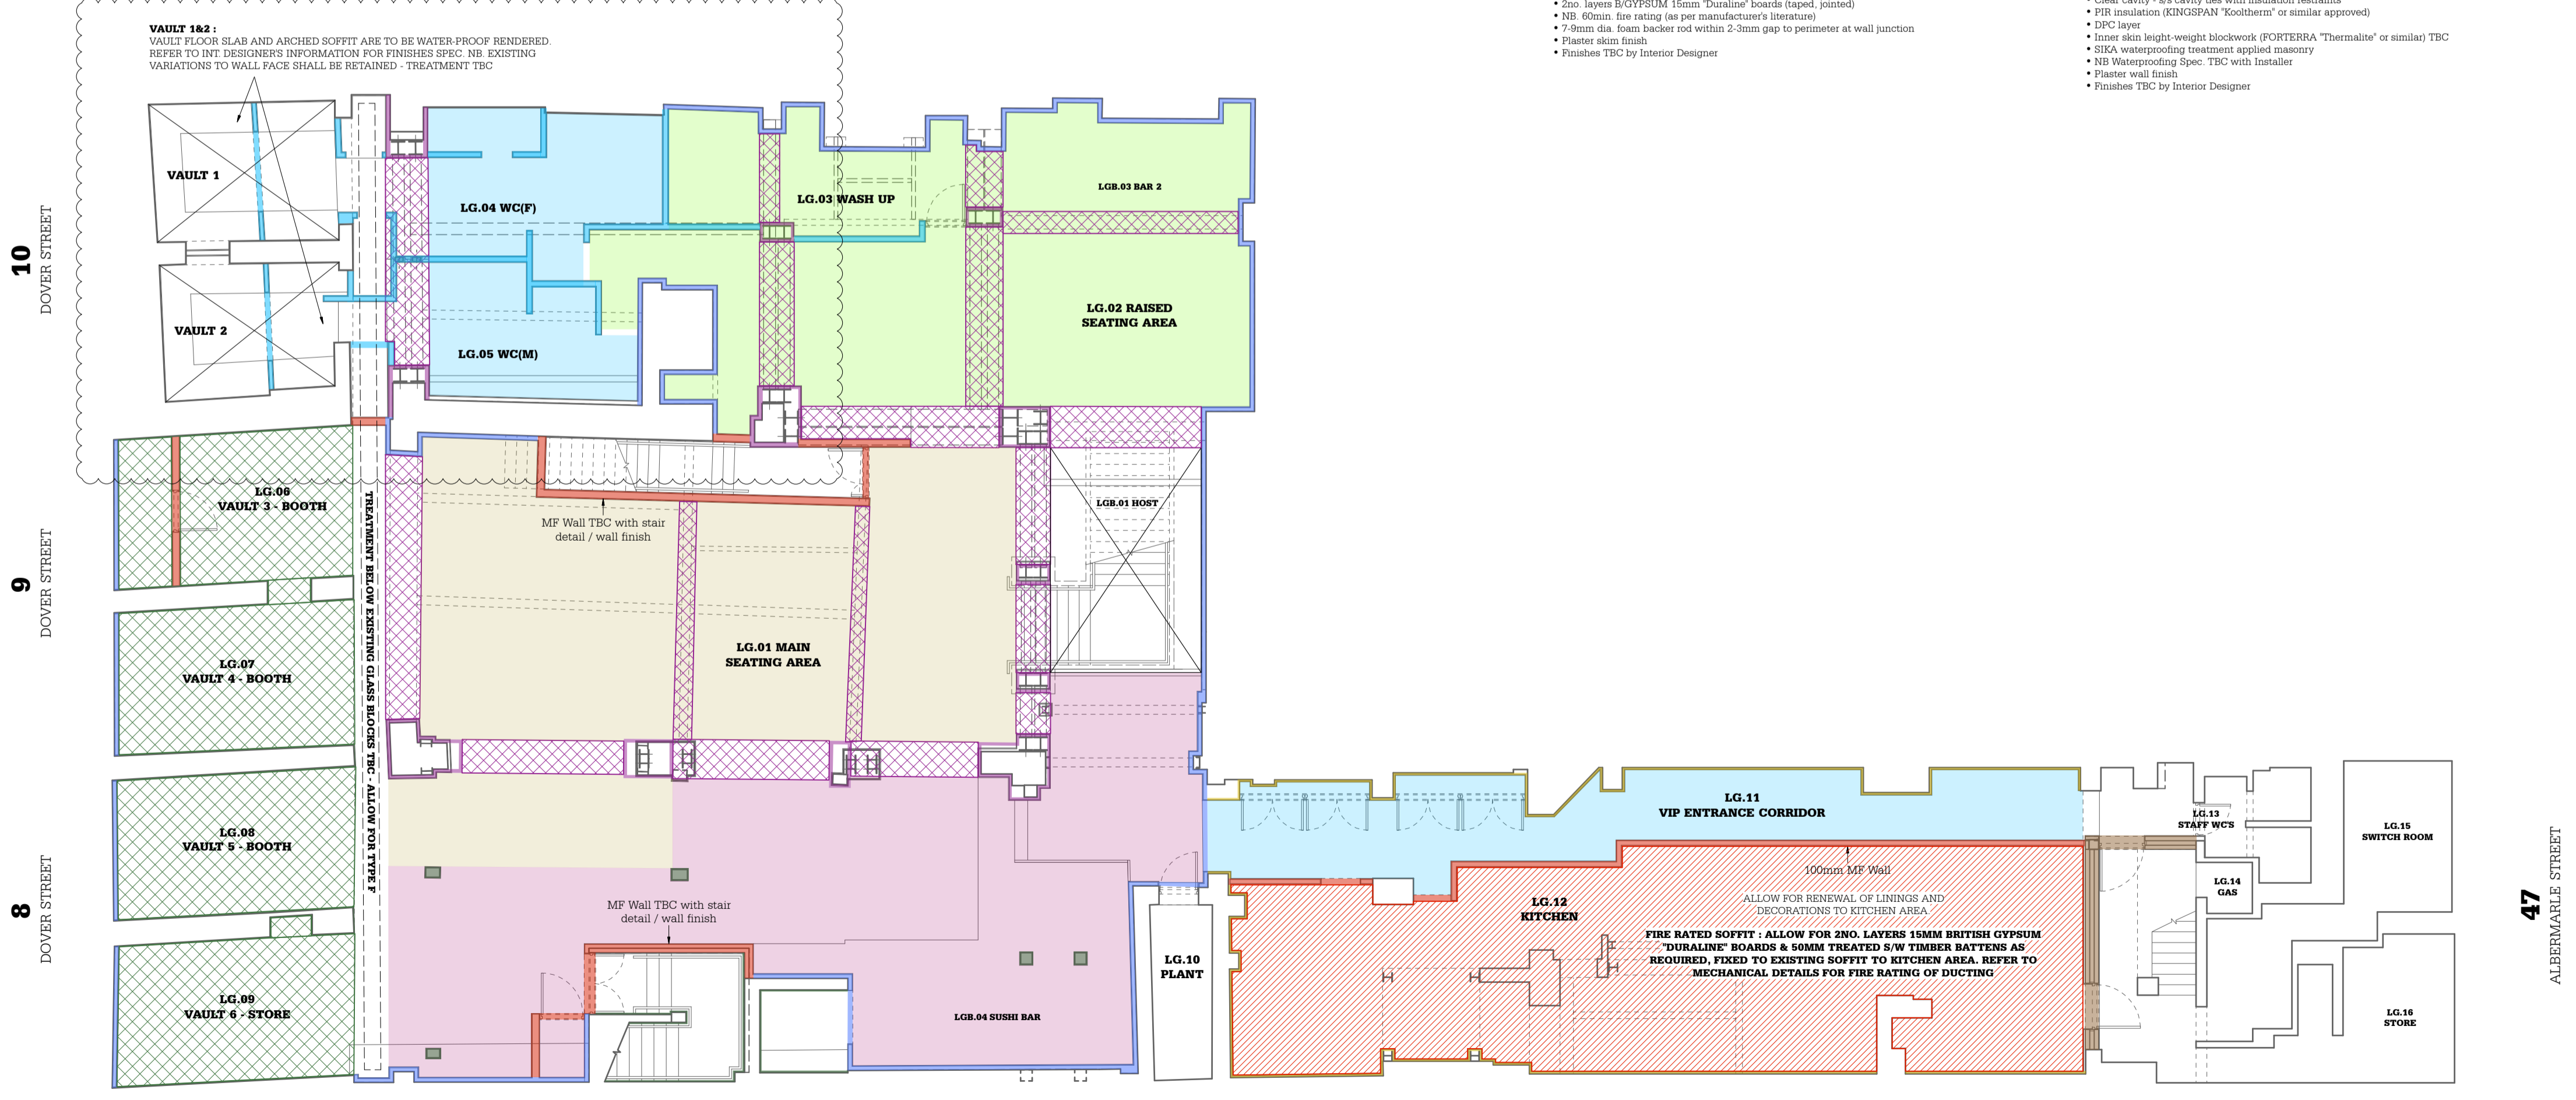 • 2no. layers B/GYPSUM 15mm "Duraline" boards (taped, jointed)
• NB. 60min. fire rating (as per manufacturer's literature)
• 7-9mm dia. foam backer rod within 2-3mm gap to perimeter at wall junction
• Plaster skim finish
• Finishes TBC by Interior Designer
• Clear cavity - s/s cavity ties with insulation restraints
• PIR insulation (KINGSPAN "Kooltherm" or similar approved)
• DPC layer
• Inner skin leight-weight blockwork (FORTERRA "Thermalite" or similar) TBC
• SIKA waterproofing treatment applied masonry
• NB Waterproofing Spec. TBC with Installer
• Plaster wall finish
• Finishes TBC by Interior Designer
VAULT 1&2 :
VAULT FLOOR SLAB AND ARCHED SOFFIT ARE TO BE WATER-PROOF RENDERED.
REFER TO INT. DESIGNER'S INFORMATION FOR FINISHES SPEC. NB. EXISTING
VARIATIONS TO WALL FACE SHALL BE RETAINED - TREATMENT TBC
10
DOVER STREET
VAULT 1
VAULT 2
LG.04 WC(F)
LG.05 WC(M)
LG.03 WASH UP
LGB.03 BAR 2
LG.02 RAISED
SEATING AREA
9
DOVER STREET
LG.06
VAULT 3 - BOOTH
LG.07
VAULT 4 - BOOTH
TREATMENT BELOW EXISTING GLASS BLOCKS TBC - ALLOW FOR TYPE F
MF Wall TBC with stair
detail / wall finish
LGB.01 HOST
LG.01 MAIN
SEATING AREA
8
DOVER STREET
LG.08
VAULT 5 - BOOTH
LG.09
VAULT 6 - STORE
MF Wall TBC with stair
detail / wall finish
LGB.04 SUSHI BAR
LG.10
PLANT
LG.11
VIP ENTRANCE CORRIDOR
100mm MF Wall
LG.12
KITCHEN
ALLOW FOR RENEWAL OF LININGS AND
DECORATIONS TO KITCHEN AREA
FIRE RATED SOFFIT : ALLOW FOR 2NO. LAYERS 15MM BRITISH GYPSUM
"DURALINE" BOARDS & 50MM TREATED S/W TIMBER BATTENS AS
REQUIRED, FIXED TO EXISTING SOFFIT TO KITCHEN AREA. REFER TO
MECHANICAL DETAILS FOR FIRE RATING OF DUCTING
LG.13
STAFF WC'S
LG.14
GAS
LG.15
SWITCH ROOM
LG.16
STORE
47
ALBERMARLE STREET